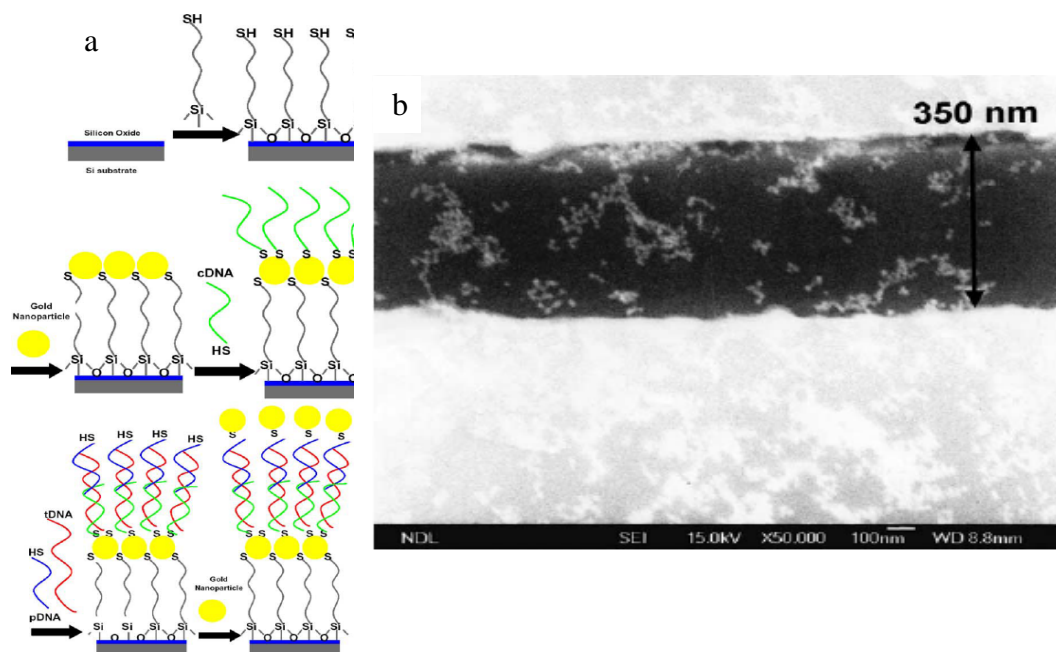 a
SH
SH SH SH S
Si
Silicon Oxide
Si Si Si Si
O O O
Si substrate
b
350 nm
S S S S
cDNA
Gold
Nanoparticle
HS
S S S S S S
S S S S
Si Si Si Si
O O O
Si Si Si Si
O O O
HS HS HS HS
S S S S
tDNA
HS
pDNA
S S S S
S S S S
Gold
Nanoparticle
S S S S
S S S S
Si Si Si Si
O O O
Si Si Si Si
O O O
NDL SEI 15.0kV X50,000 100nm WD 8.8mm